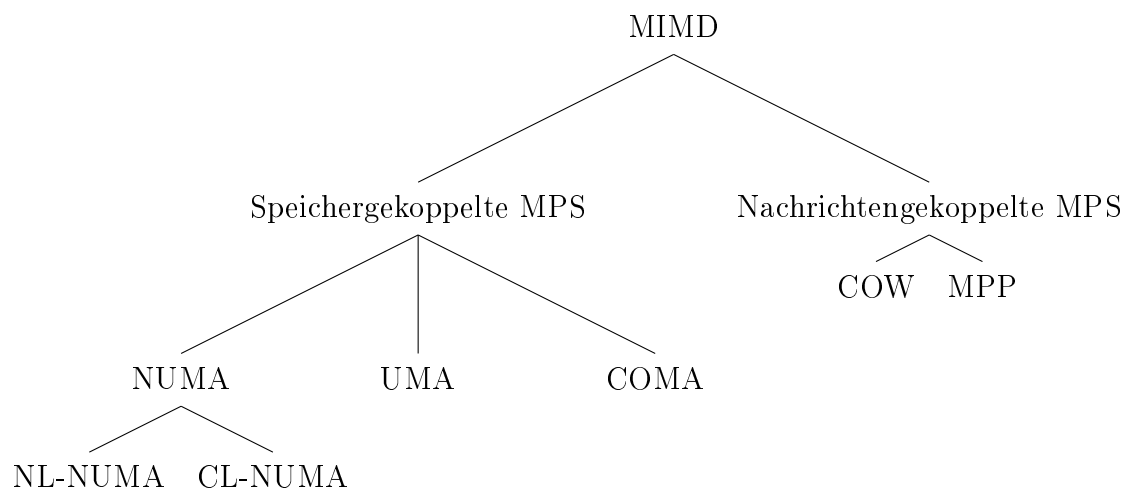 MIMD
Speichergekoppelte MPS
Nachrichtengekoppelte MPS
COW
MPP
NUMA
UMA
COMA
NL-NUMA
CL-NUMA